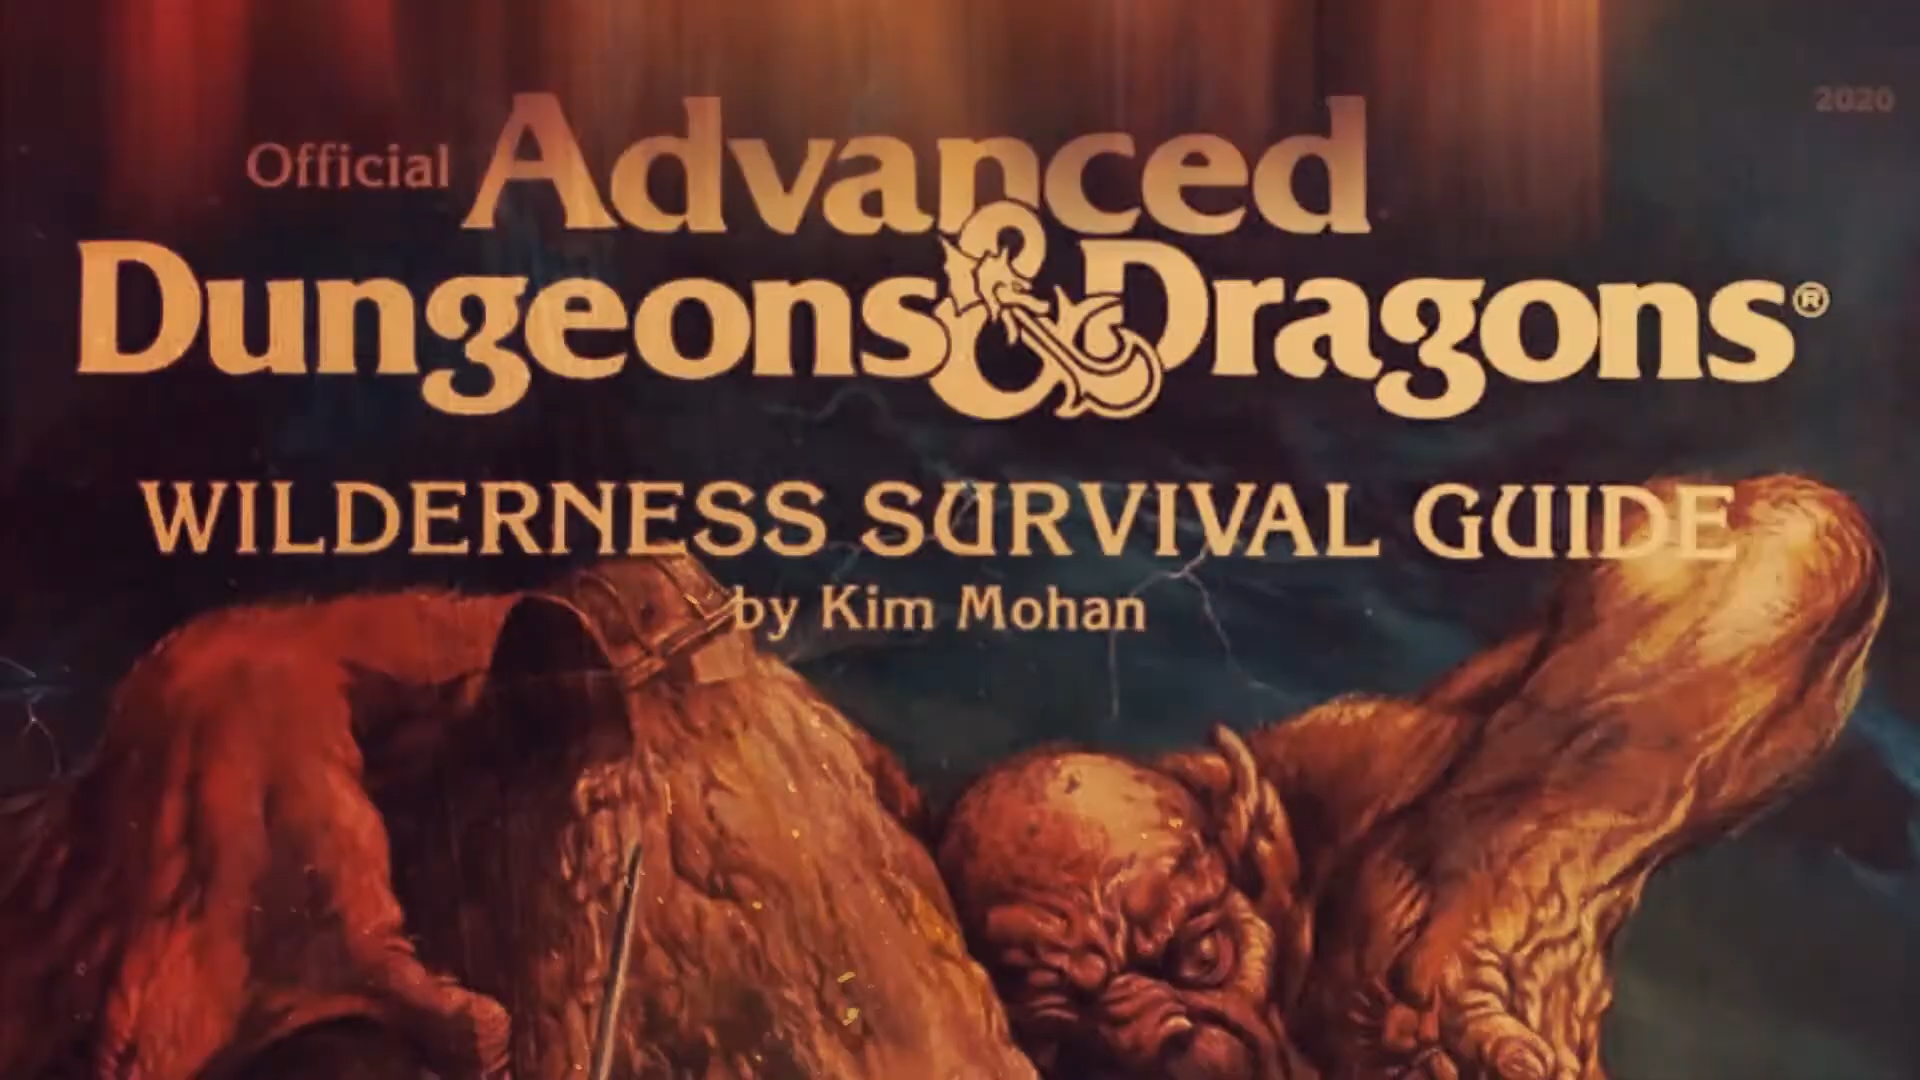 2020
Official Advanced
Dungeons & Dragons®
WILDERNESS SURVIVAL GUIDE
by Kim Mohan